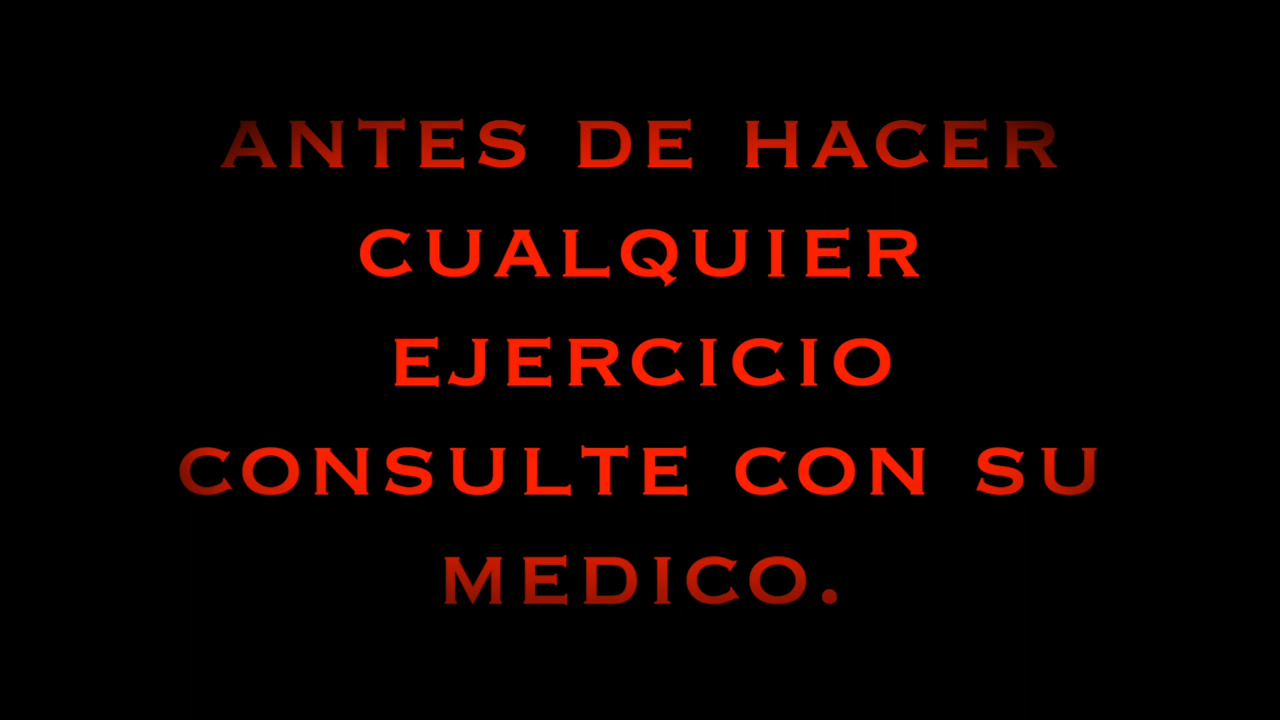 ANTES DE HACER
CUALQUIER
EJERCICIO
CONSULTE CON SU
MEDICO.